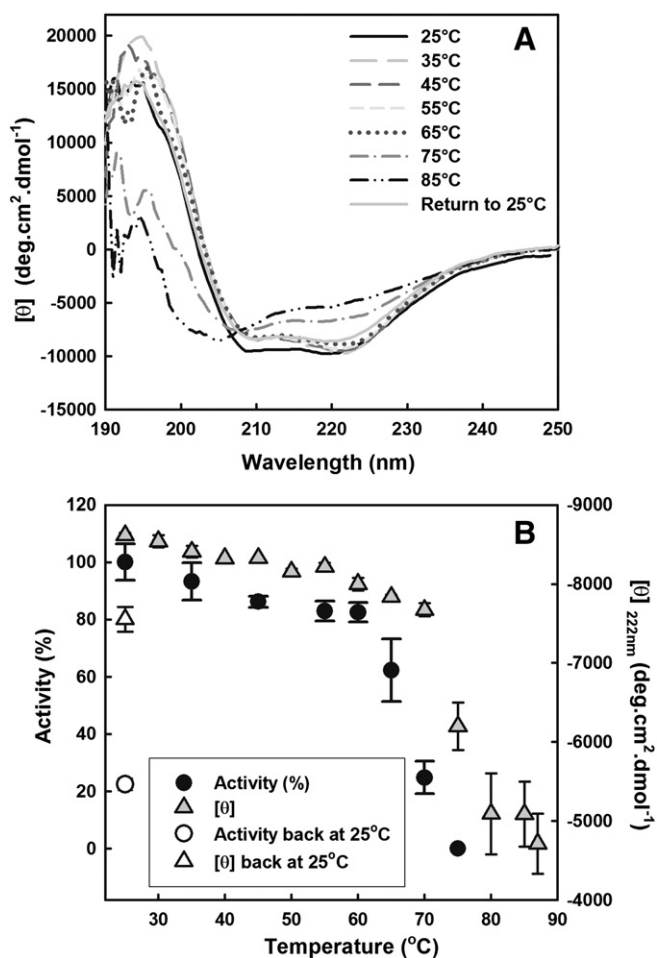 A
25°C
35°C
45°C
55°C
65°C
75°C
85°C
Return to 25°C
20000
15000
10000
5000
0
-5000
-10000
-15000
[θ] (deg.cm².dmol⁻¹)
190 200 210 220 230 240 250
Wavelength (nm)
B
120
100
80
60
40
20
0
Activity (%)
-9000
-8000
-7000
-6000
-5000
-4000
[θ] 222nm
(deg.cm².dmol⁻¹)
Activity (%)
[θ]
Activity back at 25°C
[θ] back at 25°C
30 40 50 60 70 80 90
Temperature (°C)